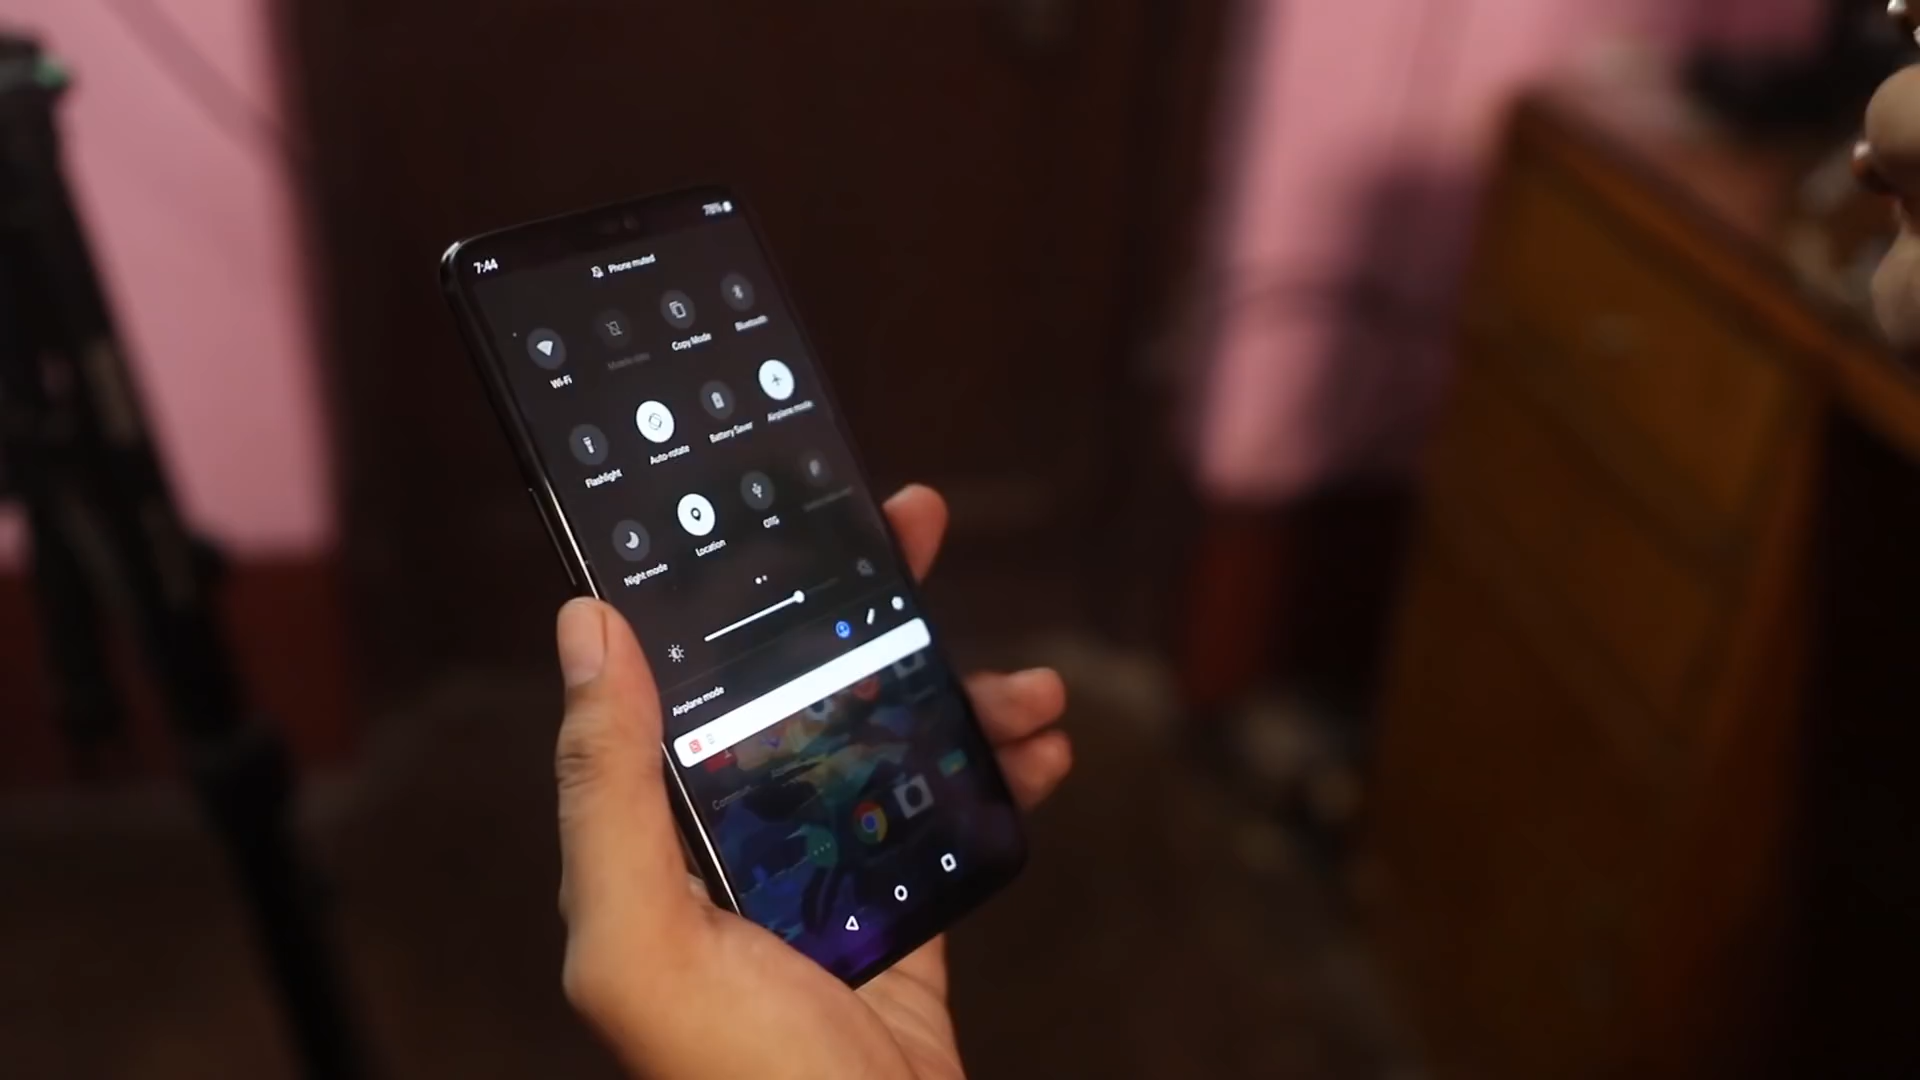 7:44
78%
Phone muted
Wi-Fi
Copy Mode
Bluetooth
Flashlight
Auto-rotate
Battery Saver
Airplane mode
Night mode
Location
OTG
Airplane mode